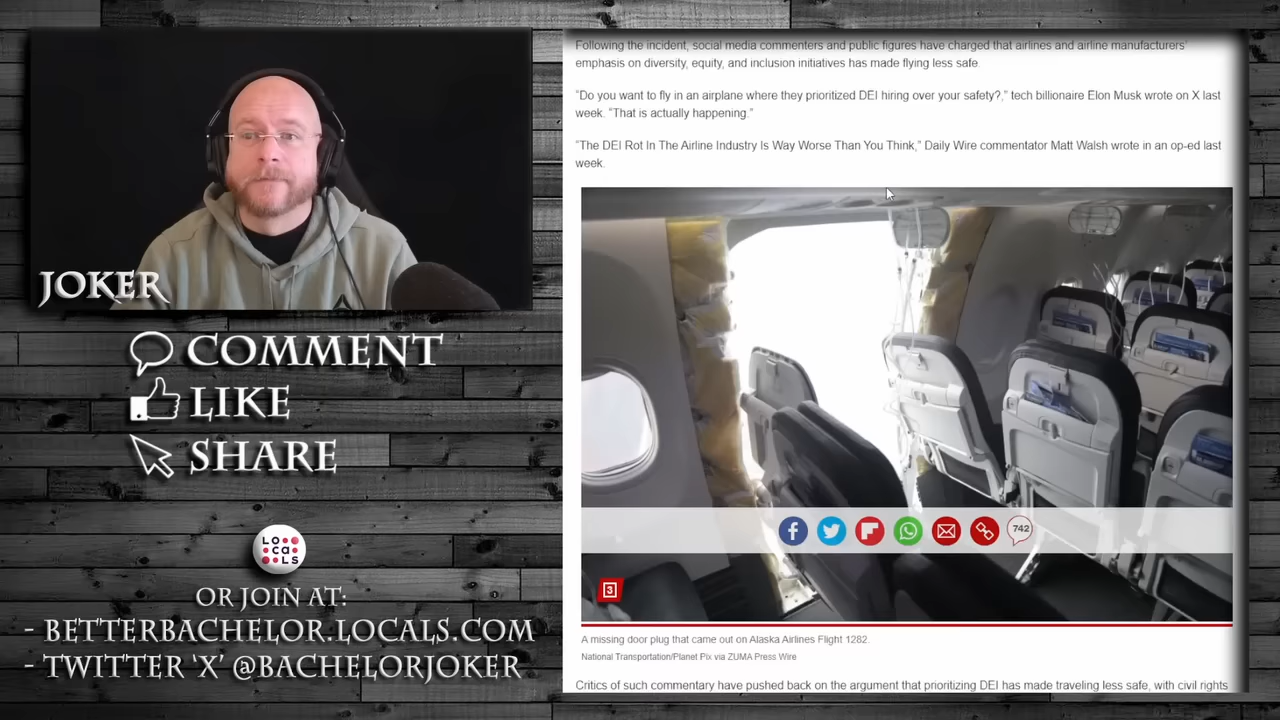 JOKER
COMMENT
LIKE
SHARE
LOcaLS
OR JOIN AT:
- BETTERBACHELOR.LOCALS.COM
- TWITTER ‘X’ @BACHELORJOKER
Following the incident, social media commenters and public figures have charged that airlines and airline manufacturers’
emphasis on diversity, equity, and inclusion initiatives has made flying less safe.
“Do you want to fly in an airplane where they prioritized DEI hiring over your safety?,” tech billionaire Elon Musk wrote on X last
week. “That is actually happening.”
“The DEI Rot In The Airline Industry Is Way Worse Than You Think,” Daily Wire commentator Matt Walsh wrote in an op-ed last
week.
742
3
A missing door plug that came out on Alaska Airlines Flight 1282.
National Transportation/Planet Pix via ZUMA Press Wire
Critics of such commentary have pushed back on the argument that prioritizing DEI has made traveling less safe, with civil rights